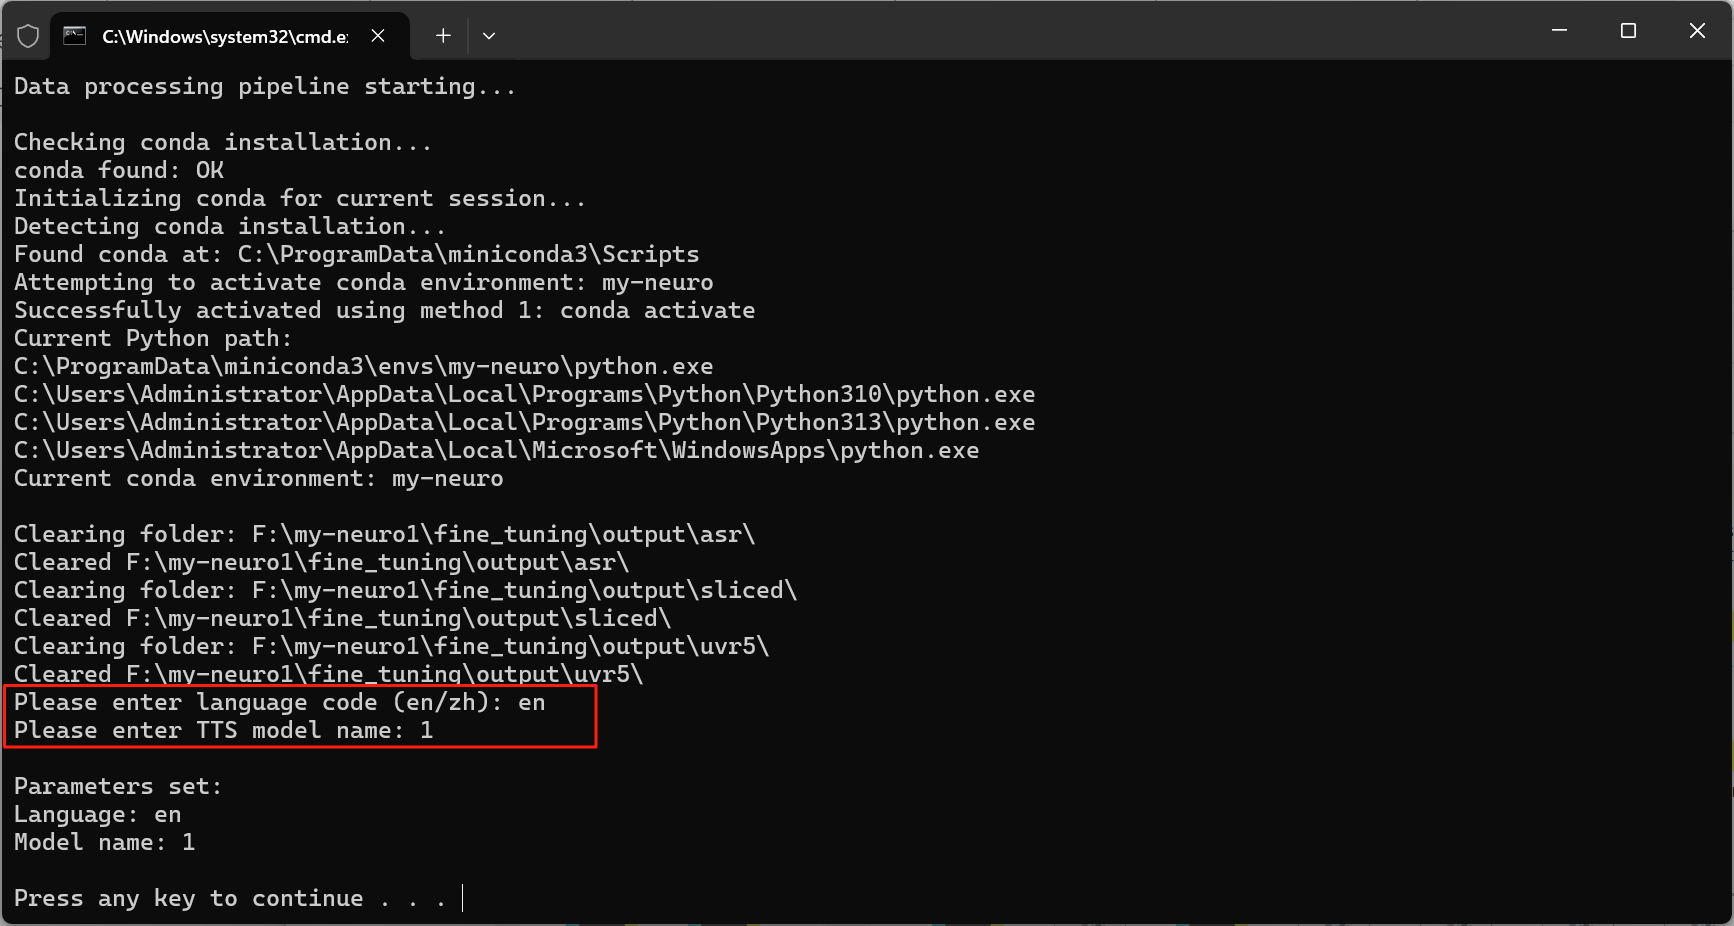 C:\Windows\system32\cmd.e
Data processing pipeline starting...
Checking conda installation...
conda found: OK
Initializing conda for current session...
Detecting conda installation...
Found conda at: C:\ProgramData\miniconda3\Scripts
Attempting to activate conda environment: my-neuro
Successfully activated using method 1: conda activate
Current Python path:
C:\ProgramData\miniconda3\envs\my-neuro\python.exe
C:\Users\Administrator\AppData\Local\Programs\Python\Python310\python.exe
C:\Users\Administrator\AppData\Local\Programs\Python\Python313\python.exe
C:\Users\Administrator\AppData\Local\Microsoft\WindowsApps\python.exe
Current conda environment: my-neuro
Clearing folder: F:\my-neuro1\fine_tuning\output\asr\
Cleared F:\my-neuro1\fine_tuning\output\asr\
Clearing folder: F:\my-neuro1\fine_tuning\output\sliced\
Cleared F:\my-neuro1\fine_tuning\output\sliced\
Clearing folder: F:\my-neuro1\fine_tuning\output\uvr5\
Cleared F:\my-neuro1\fine_tuning\output\uvr5\
Please enter language code (en/zh): en
Please enter TTS model name: 1
Parameters set:
Language: en
Model name: 1
Press any key to continue . . .